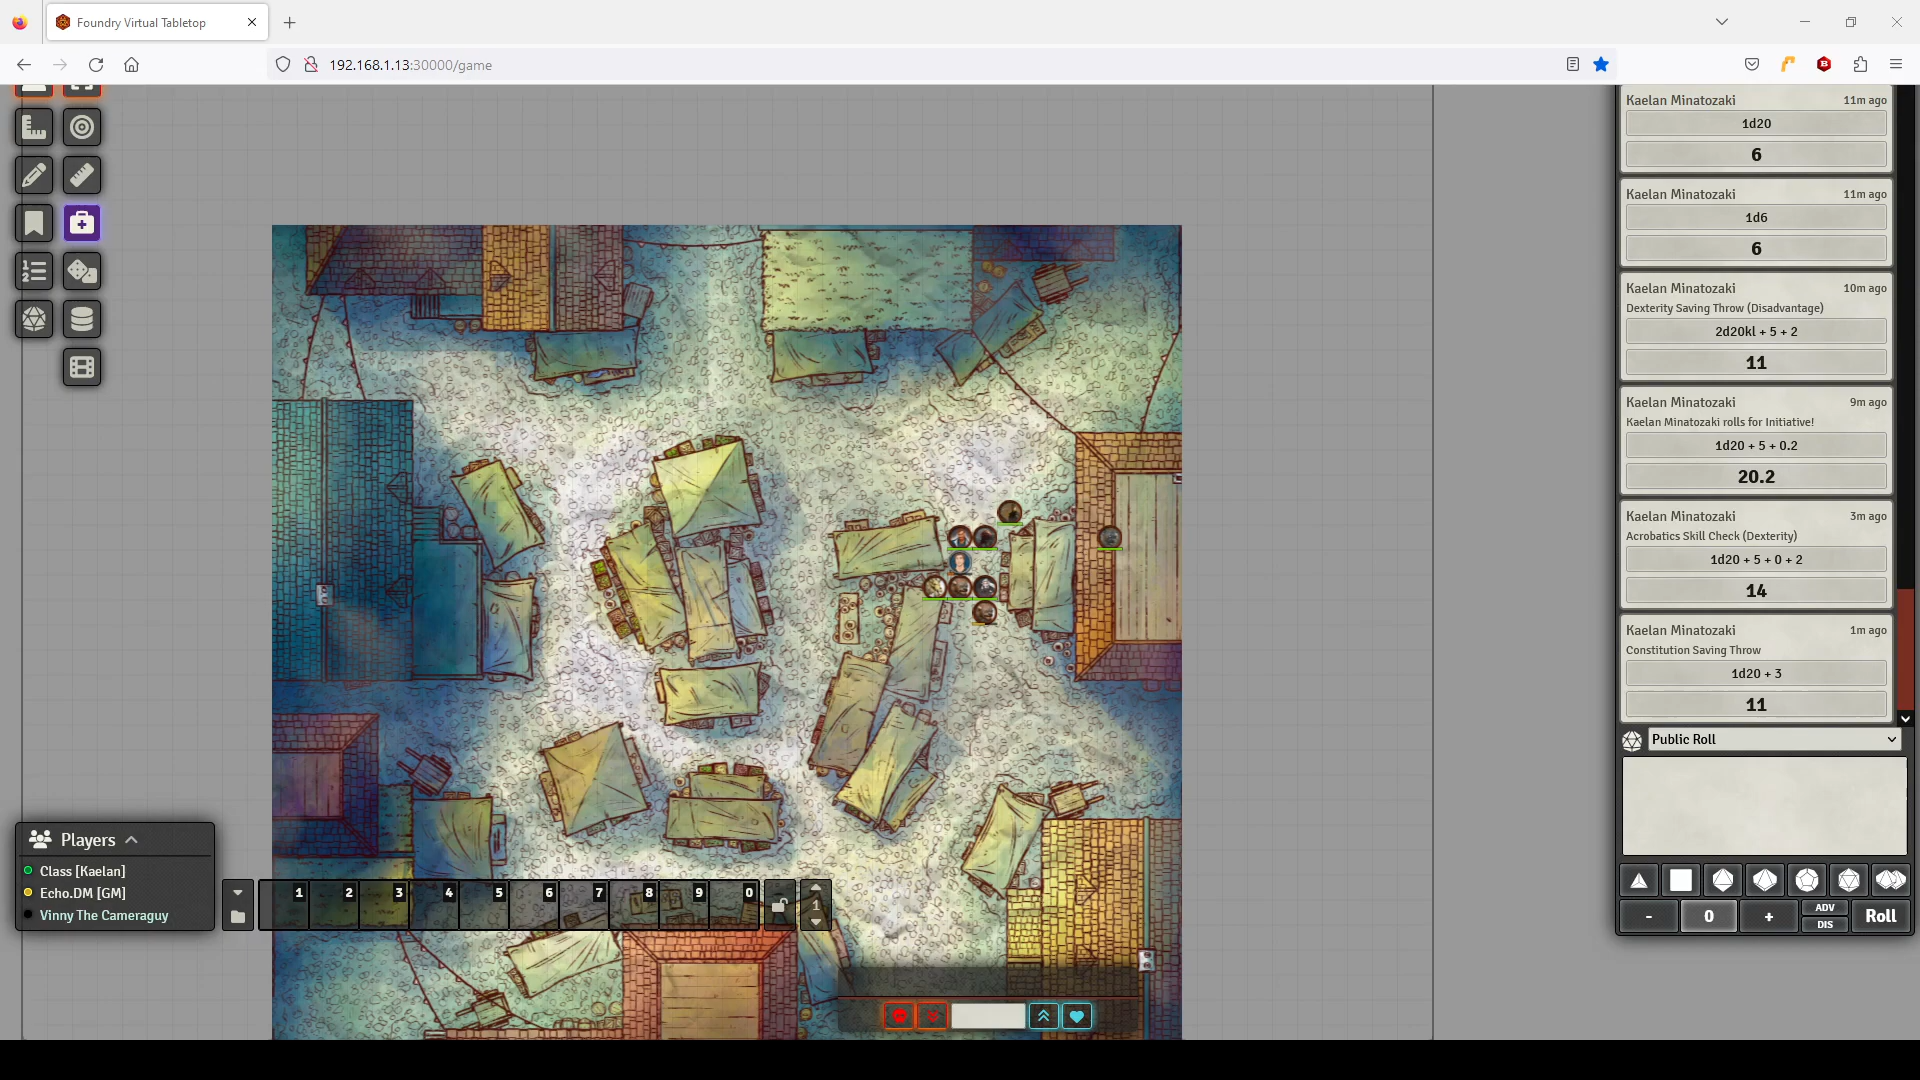 Foundry Virtual Tabletop
192.168.1.13:30000/game
Kaelan Minatozaki 11m ago
1d20
6
Kaelan Minatozaki 11m ago
1d6
6
Kaelan Minatozaki 10m ago
Dexterity Saving Throw (Disadvantage)
2d20kl + 5 + 2
11
Kaelan Minatozaki 9m ago
Kaelan Minatozaki rolls for Initiative!
1d20 + 5 + 0.2
20.2
Kaelan Minatozaki 3m ago
Acrobatics Skill Check (Dexterity)
1d20 + 5 + 0 + 2
14
Kaelan Minatozaki 1m ago
Constitution Saving Throw
1d20 + 3
11
Public Roll
- 0 + ADV DIS Roll
Players
Class [Kaelan]
Echo.DM [GM]
Vinny The Cameraguy
1 2 3 4 5 6 7 8 9 0 1